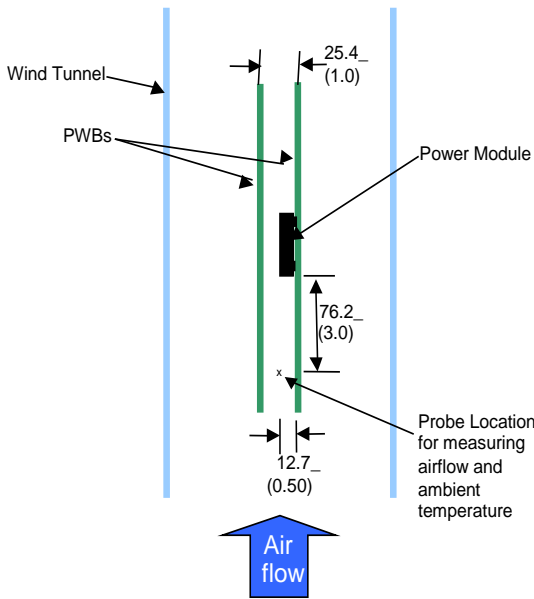 25.4_
(1.0)
Wind Tunnel
PWBs
Power Module
76.2_
(3.0)
x
Probe Location
for measuring
airflow and
ambient
temperature
12.7_
(0.50)
Air
flow